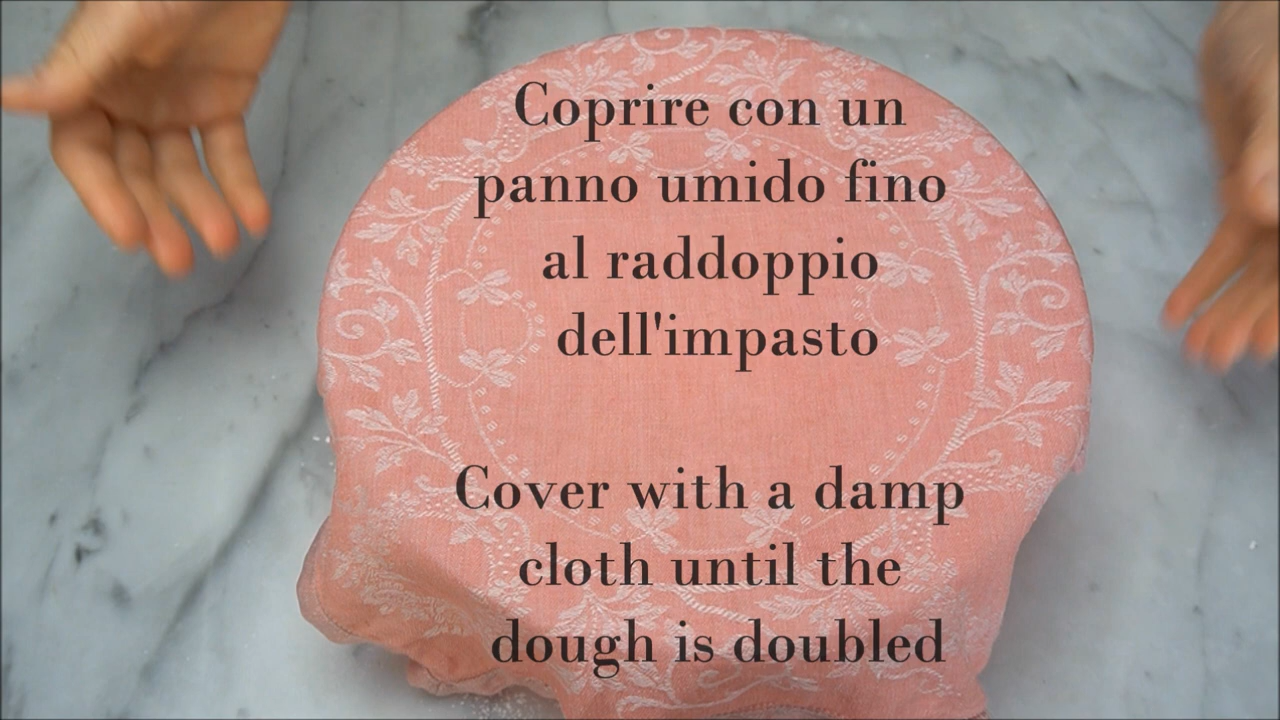 Coprire con un
panno umido fino
al raddoppio
dell'impasto
Cover with a damp
cloth until the
dough is doubled